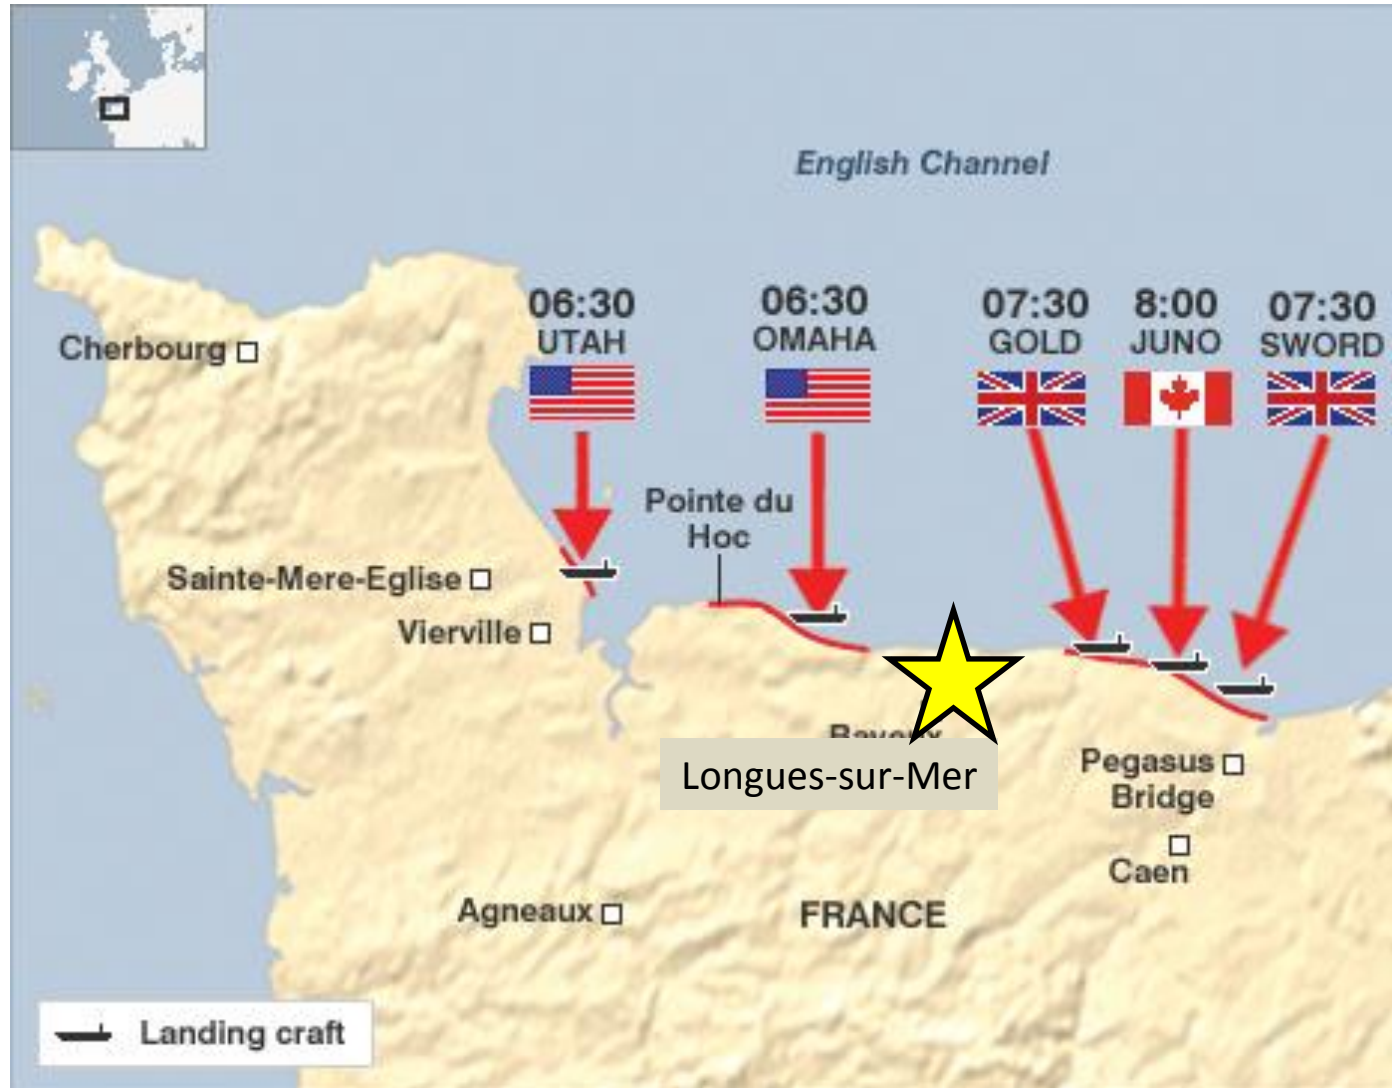 English Channel
06:30
UTAH
06:30
OMAHA
07:30
GOLD
8:00
JUNO
07:30
SWORD
Cherbourg
Pointe du
Hoc
Sainte-Mere-Eglise
Vierville
Longues-sur-Mer
Pegasus
Bridge
Caen
Agneaux
FRANCE
Landing craft